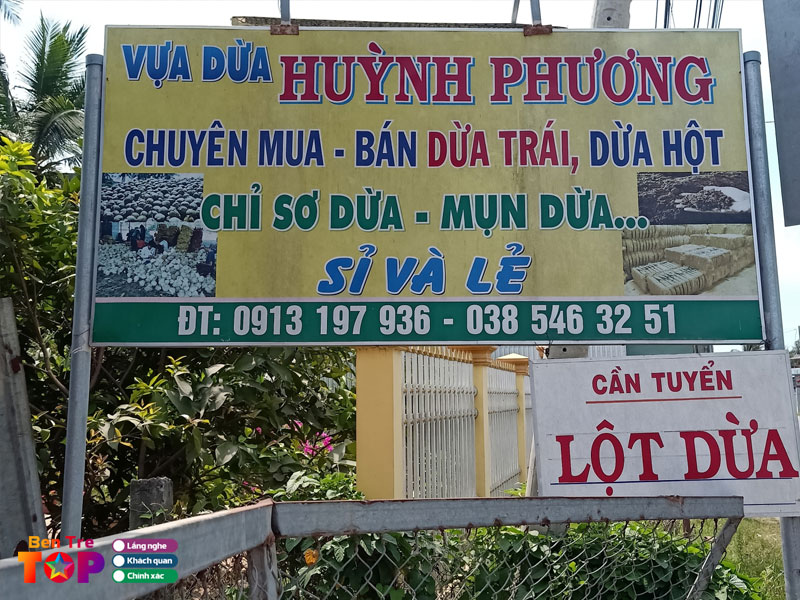 VỰA DỪA HUỲNH PHƯƠNG
CHUYÊN MUA - BÁN DỪA TRÁI, DỪA HỘT
CHỈ SƠ DỪA - MỤN DỪA...
SỈ VÀ LẺ
ĐT: 0913 197 936 - 038 546 32 51
CẦN TUYỂN
LỘT DỪA
Ben Tre
TOP
Lắng nghe
Khách quan
Chính xác